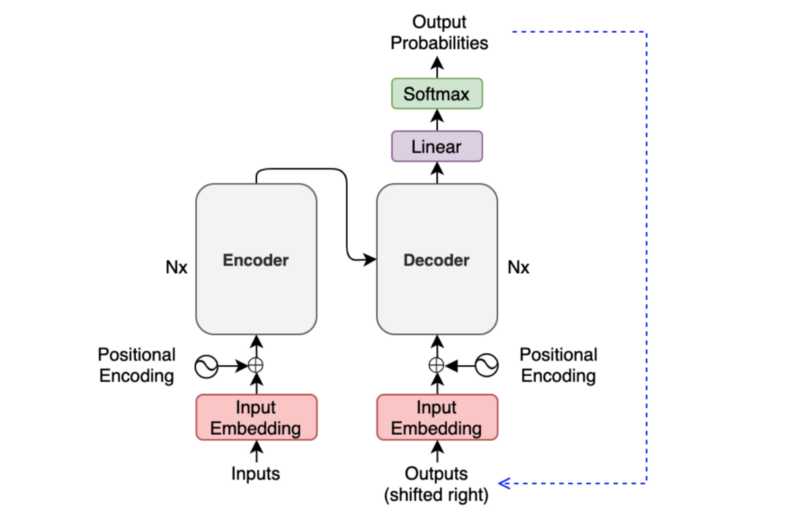 Output
Probabilities
Softmax
Linear
Encoder
Decoder
Nx
Nx
Positional
Encoding
Positional
Encoding
Input
Embedding
Input
Embedding
Inputs
Outputs
(shifted right)